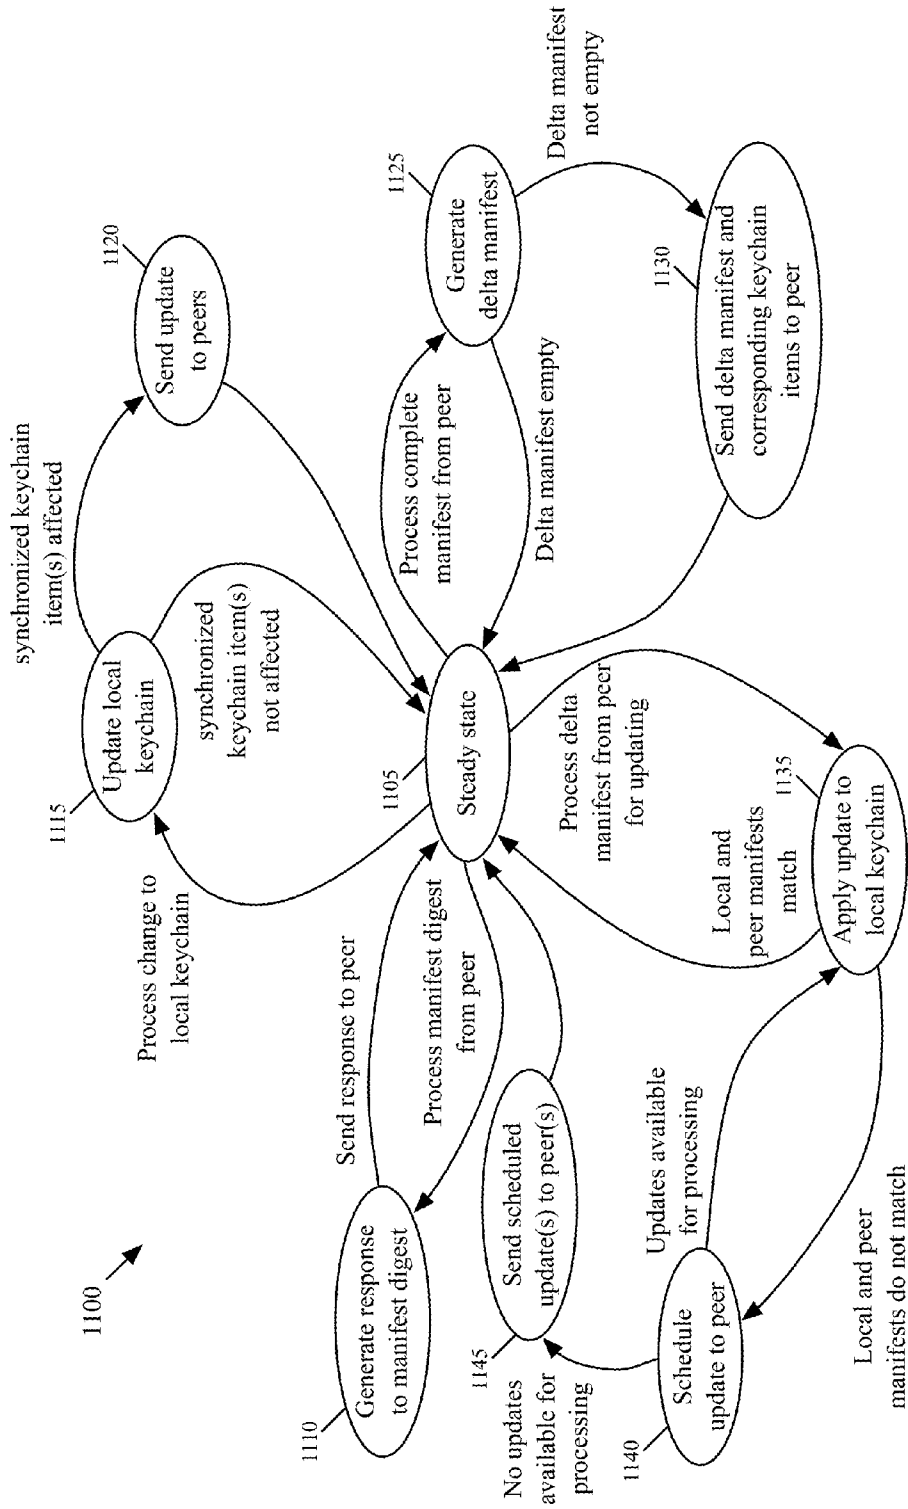 1100
Process change to
local keychain
1115
Update local
keychain
synchronized keychain
item(s) affected
synchronized
keychain item(s)
not affected
1120
Send update
to peers
1110
Generate response
to manifest digest
Send response to peer
Process manifest digest
from peer
1105
Steady state
Process complete
manifest from peer
Delta manifest empty
1125
Generate
delta manifest
Delta manifest
not empty
1130
Send delta manifest and
corresponding keychain
items to peer
1145
Send scheduled
update(s) to peer(s)
No updates
available for
processing
1140
Schedule
update to peer
Updates available
for processing
Local and peer
manifests do not match
Process delta
manifest from peer
for updating
Local and
peer manifests
match
1135
Apply update to
local keychain